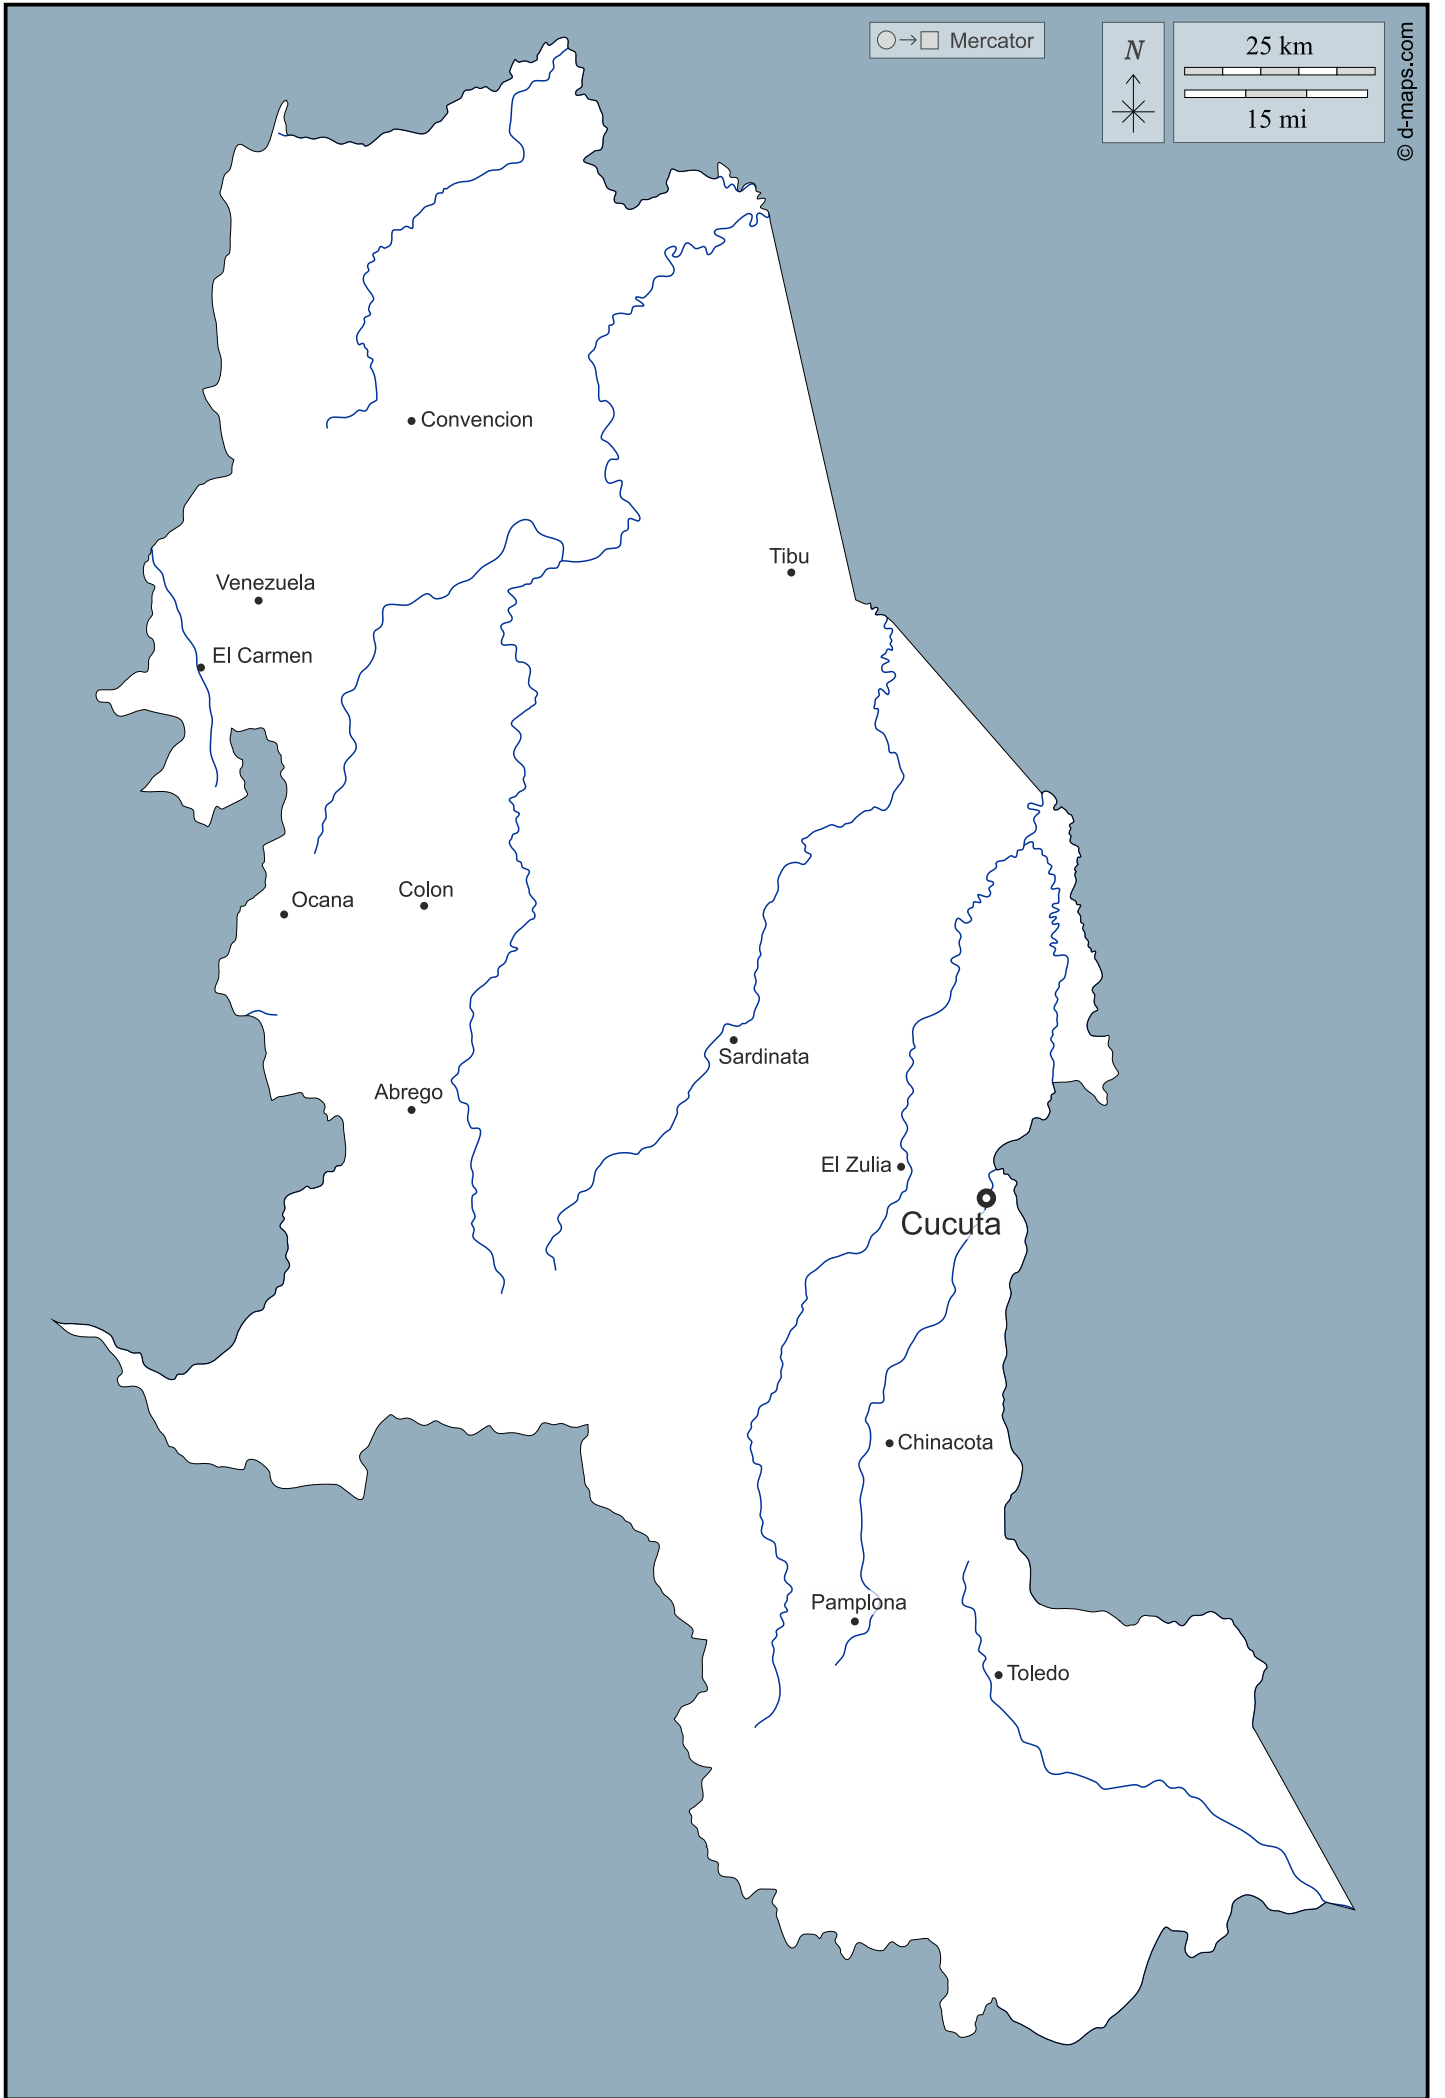 Mercator
N
25 km
15 mi
© d-maps.com
Convencion
Tibu
Venezuela
El Carmen
Colon
Ocana
Sardinata
Abrego
El Zulia
Cucuta
Chinacota
Pamplona
Toledo